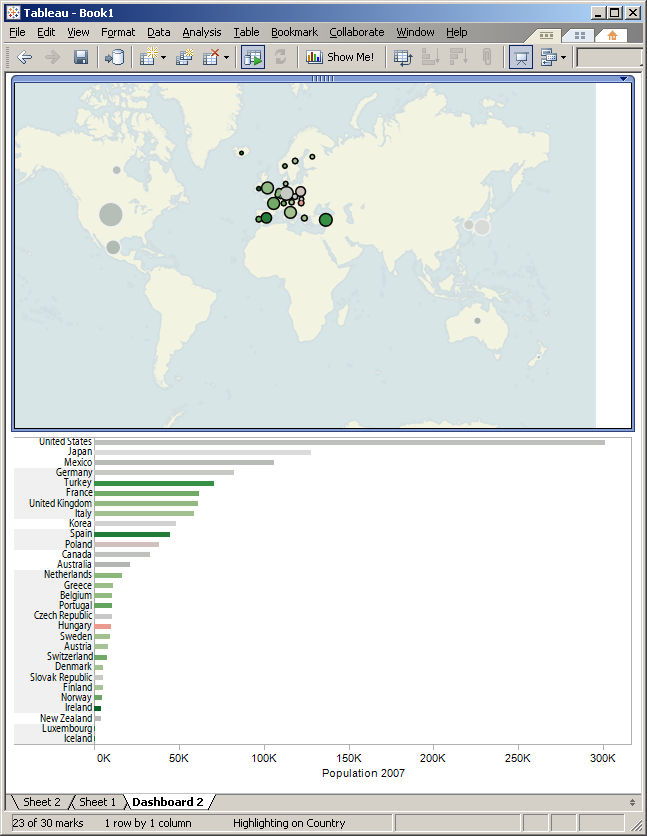 Tableau - Book1
File Edit View Format Data Analysis Table Bookmark Collaborate Window Help
Show Me!
United States
Japan
Mexico
Germany
Turkey
France
United Kingdom
Italy
Korea
Spain
Poland
Canada
Australia
Netherlands
Greece
Belgium
Portugal
Czech Republic
Hungary
Sweden
Austria
Switzerland
Denmark
Slovak Republic
Finland
Norway
Ireland
New Zealand
Luxembourg
Iceland
0K 50K 100K 150K 200K 250K 300K
Population 2007
Sheet 2 Sheet 1 Dashboard 2
23 of 30 marks 1 row by 1 column Highlighting on Country